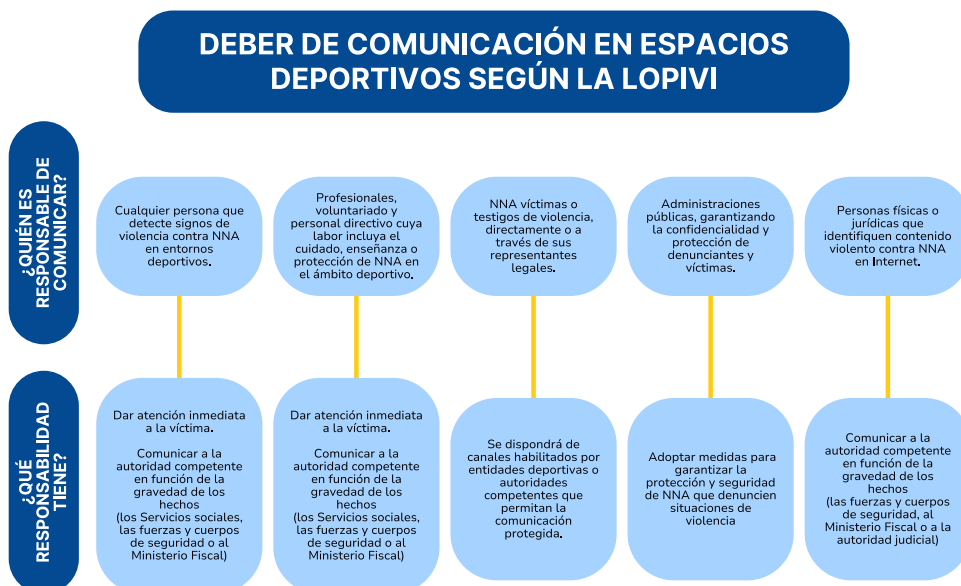 DEBER DE COMUNICACIÓN EN ESPACIOS
DEPORTIVOS SEGÚN LA LOPIVI
¿QUIÉN ES
RESPONSABLE DE
COMUNICAR?
Cualquier persona que
detecte signos de
violencia contra NNA
en entornos
deportivos.
Profesionales,
voluntariado y
personal directivo cuya
labor incluya el
cuidado, enseñanza o
protección de NNA en
el ámbito deportivo.
NNA víctimas o
testigos de violencia,
directamente o a
través de sus
representantes
legales.
Administraciones
públicas, garantizando
la confidencialidad y
protección de
denunciantes y
víctimas.
Personas físicas o
jurídicas que
identifiquen contenido
violento contra NNA
en Internet.
¿QUÉ
RESPONSABILIDAD
TIENE?
Dar atención inmediata
a la víctima.
Comunicar a la
autoridad competente
en función de la
gravedad de los
hechos
(los Servicios sociales,
las fuerzas y cuerpos
de seguridad o al
Ministerio Fiscal)
Dar atención inmediata
a la víctima.
Comunicar a la
autoridad competente
en función de la
gravedad de los
hechos
(los Servicios sociales,
las fuerzas y cuerpos
de seguridad o al
Ministerio Fiscal)
Se dispondrá de
canales habilitados por
entidades deportivas o
autoridades
competentes que
permitan la
comunicación
protegida.
Adoptar medidas para
garantizar la
protección y seguridad
de NNA que denuncien
situaciones de
violencia
Comunicar a la
autoridad competente
en función de la
gravedad de los
hechos
(las fuerzas y cuerpos
de seguridad, al
Ministerio Fiscal o a la
autoridad judicial)